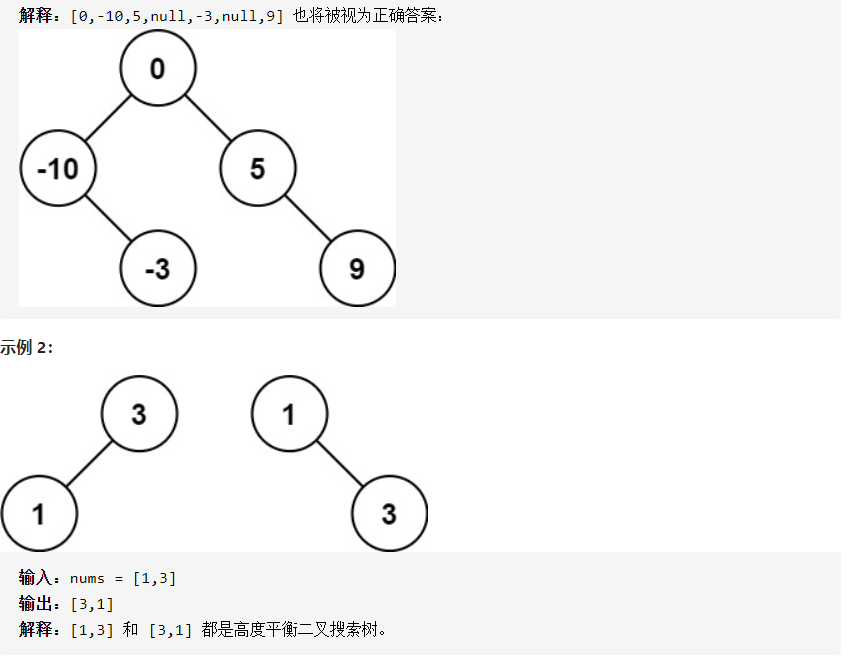 解释：[0,-10,5,null,-3,null,9] 也将被视为正确答案：
0
-10 5
-3 9
示例 2：
3 1
1 3
输入：nums = [1,3]
输出：[3,1]
解释：[1,3] 和 [3,1] 都是高度平衡二叉搜索树。